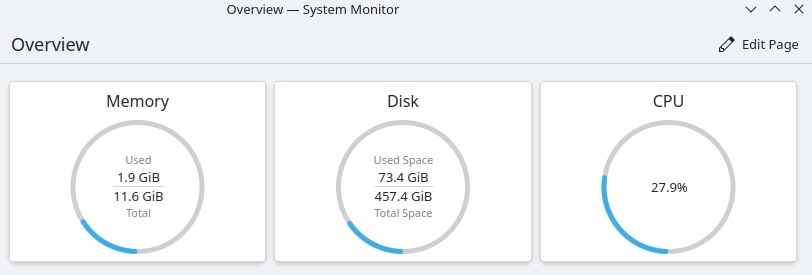 Overview — System Monitor
Overview
Edit Page
Memory
Used
1.9 GiB
11.6 GiB
Total
Disk
Used Space
73.4 GiB
457.4 GiB
Total Space
CPU
27.9%